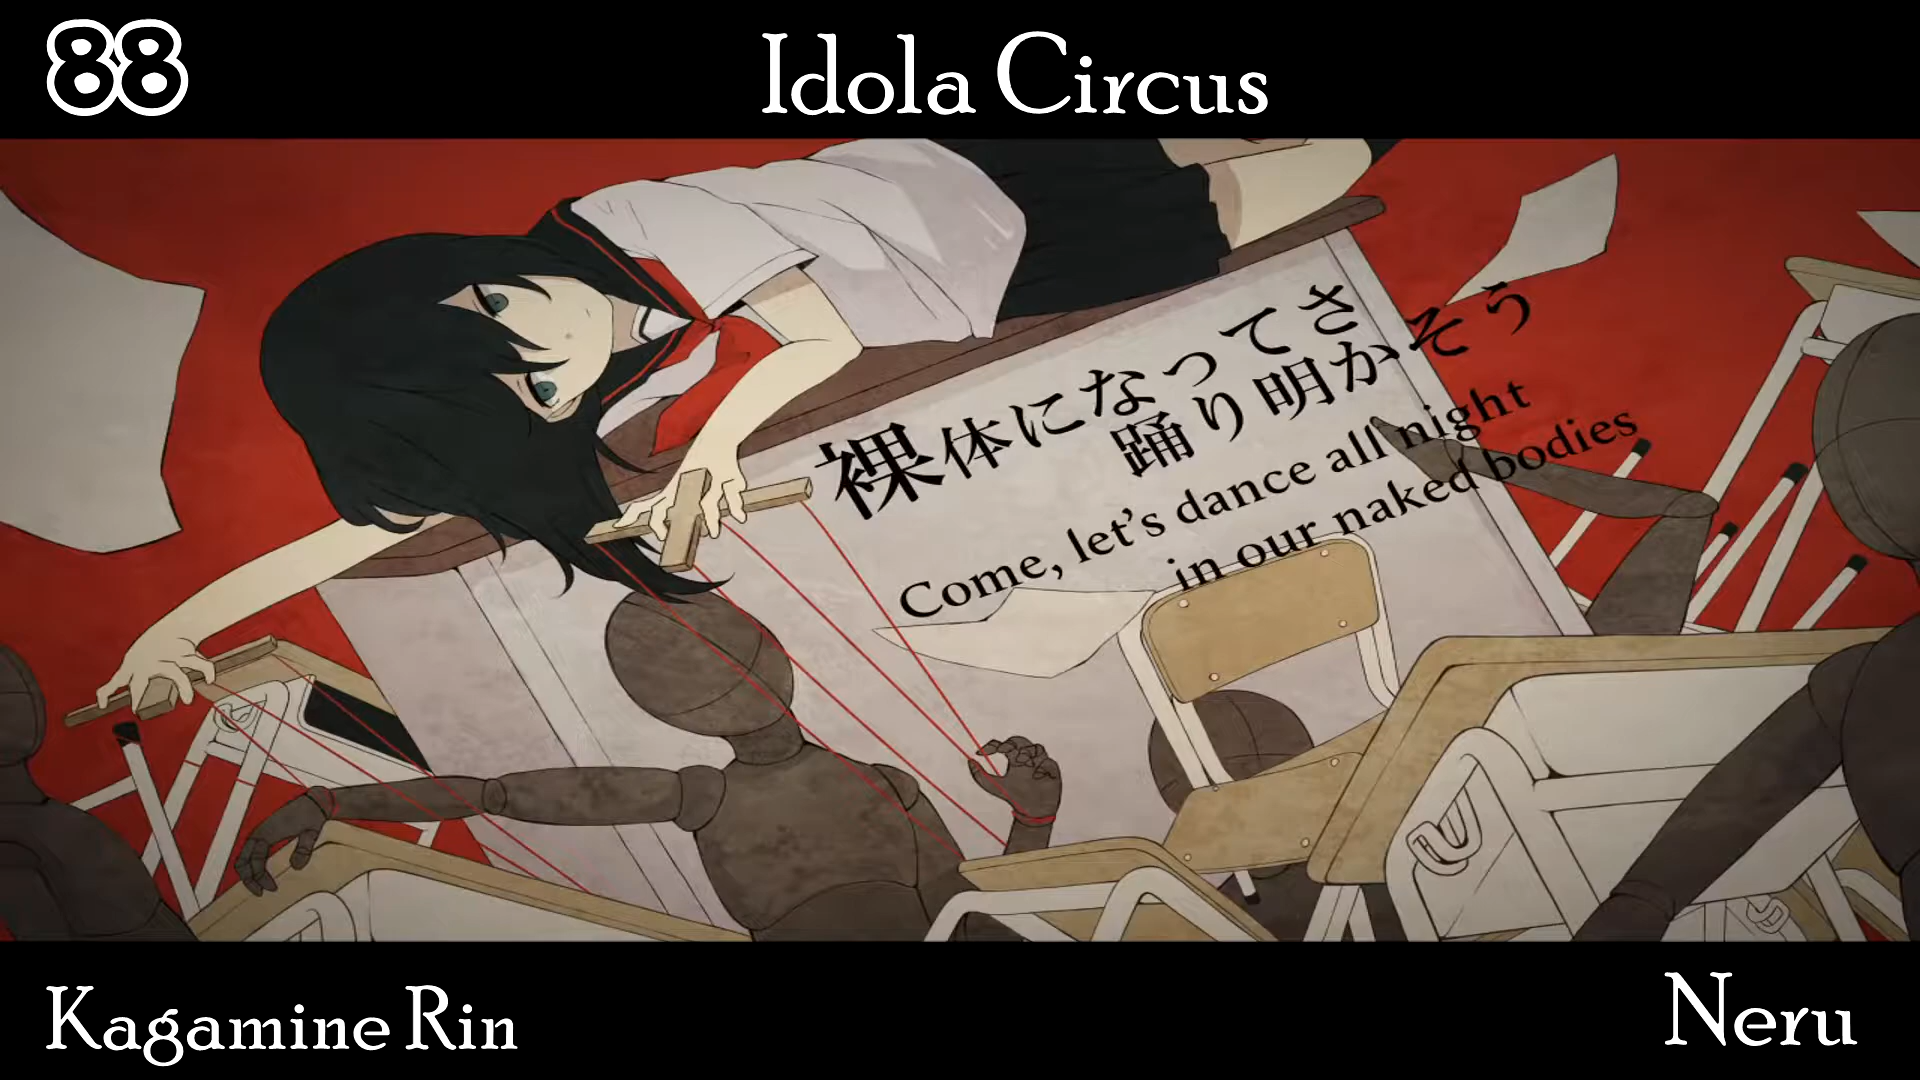 88
Idola Circus
裸体になってさ
踊り明かそう
Come, let's dance all night
in our naked bodies
Kagamine Rin
Neru